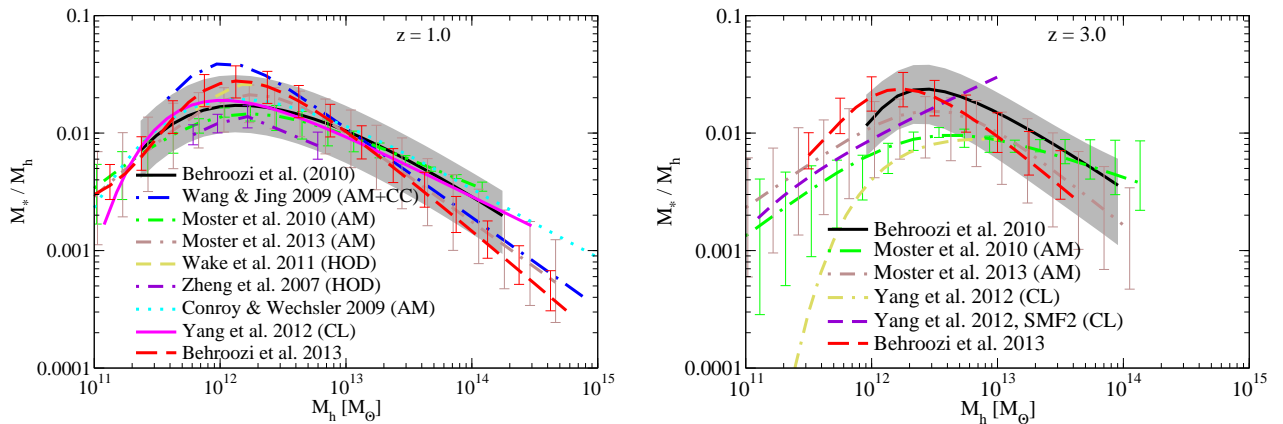 0.1
z = 1.0
0.01
M* / Mh
Behroozi et al. (2010)
Wang & Jing 2009 (AM+CC)
Moster et al. 2010 (AM)
Moster et al. 2013 (AM)
Wake et al. 2011 (HOD)
Zheng et al. 2007 (HOD)
Conroy & Wechsler 2009 (AM)
Yang et al. 2012 (CL)
Behroozi et al. 2013
0.001
0.0001
10^11 10^12 10^13 10^14 10^15
Mh [M⊙]
0.1
z = 3.0
0.01
M* / Mh
0.001
Behroozi et al. 2010
Moster et al. 2010 (AM)
Moster et al. 2013 (AM)
Yang et al. 2012 (CL)
Yang et al. 2012, SMF2 (CL)
Behroozi et al. 2013
0.0001
10^11 10^12 10^13 10^14 10^15
Mh [M⊙]